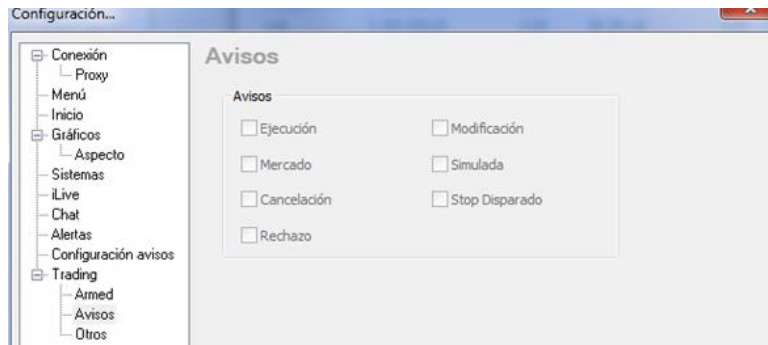 Configuración...
Conexión
Proxy
Menú
Inicio
Gráficos
Aspecto
Sistemas
iLive
Chat
Alertas
Configuración avisos
Trading
Armed
Avisos
Otros
Avisos
Avisos
Ejecución
Modificación
Mercado
Simulada
Cancelación
Stop Disparado
Rechazo